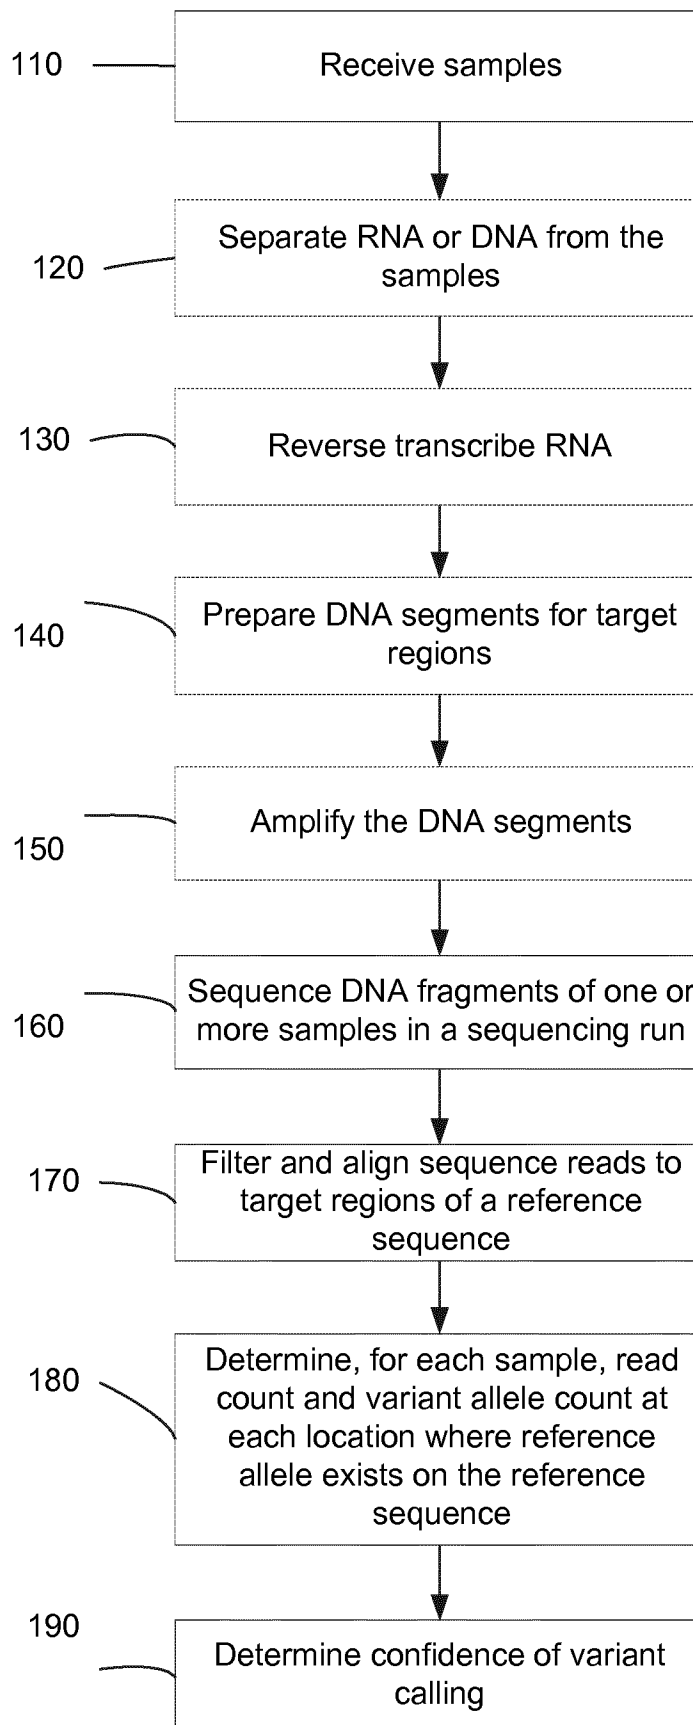 110
Receive samples
120
Separate RNA or DNA from the
samples
130
Reverse transcribe RNA
140
Prepare DNA segments for target
regions
150
Amplify the DNA segments
160
Sequence DNA fragments of one or
more samples in a sequencing run
170
Filter and align sequence reads to
target regions of a reference
sequence
180
Determine, for each sample, read
count and variant allele count at
each location where reference
allele exists on the reference
sequence
190
Determine confidence of variant
calling